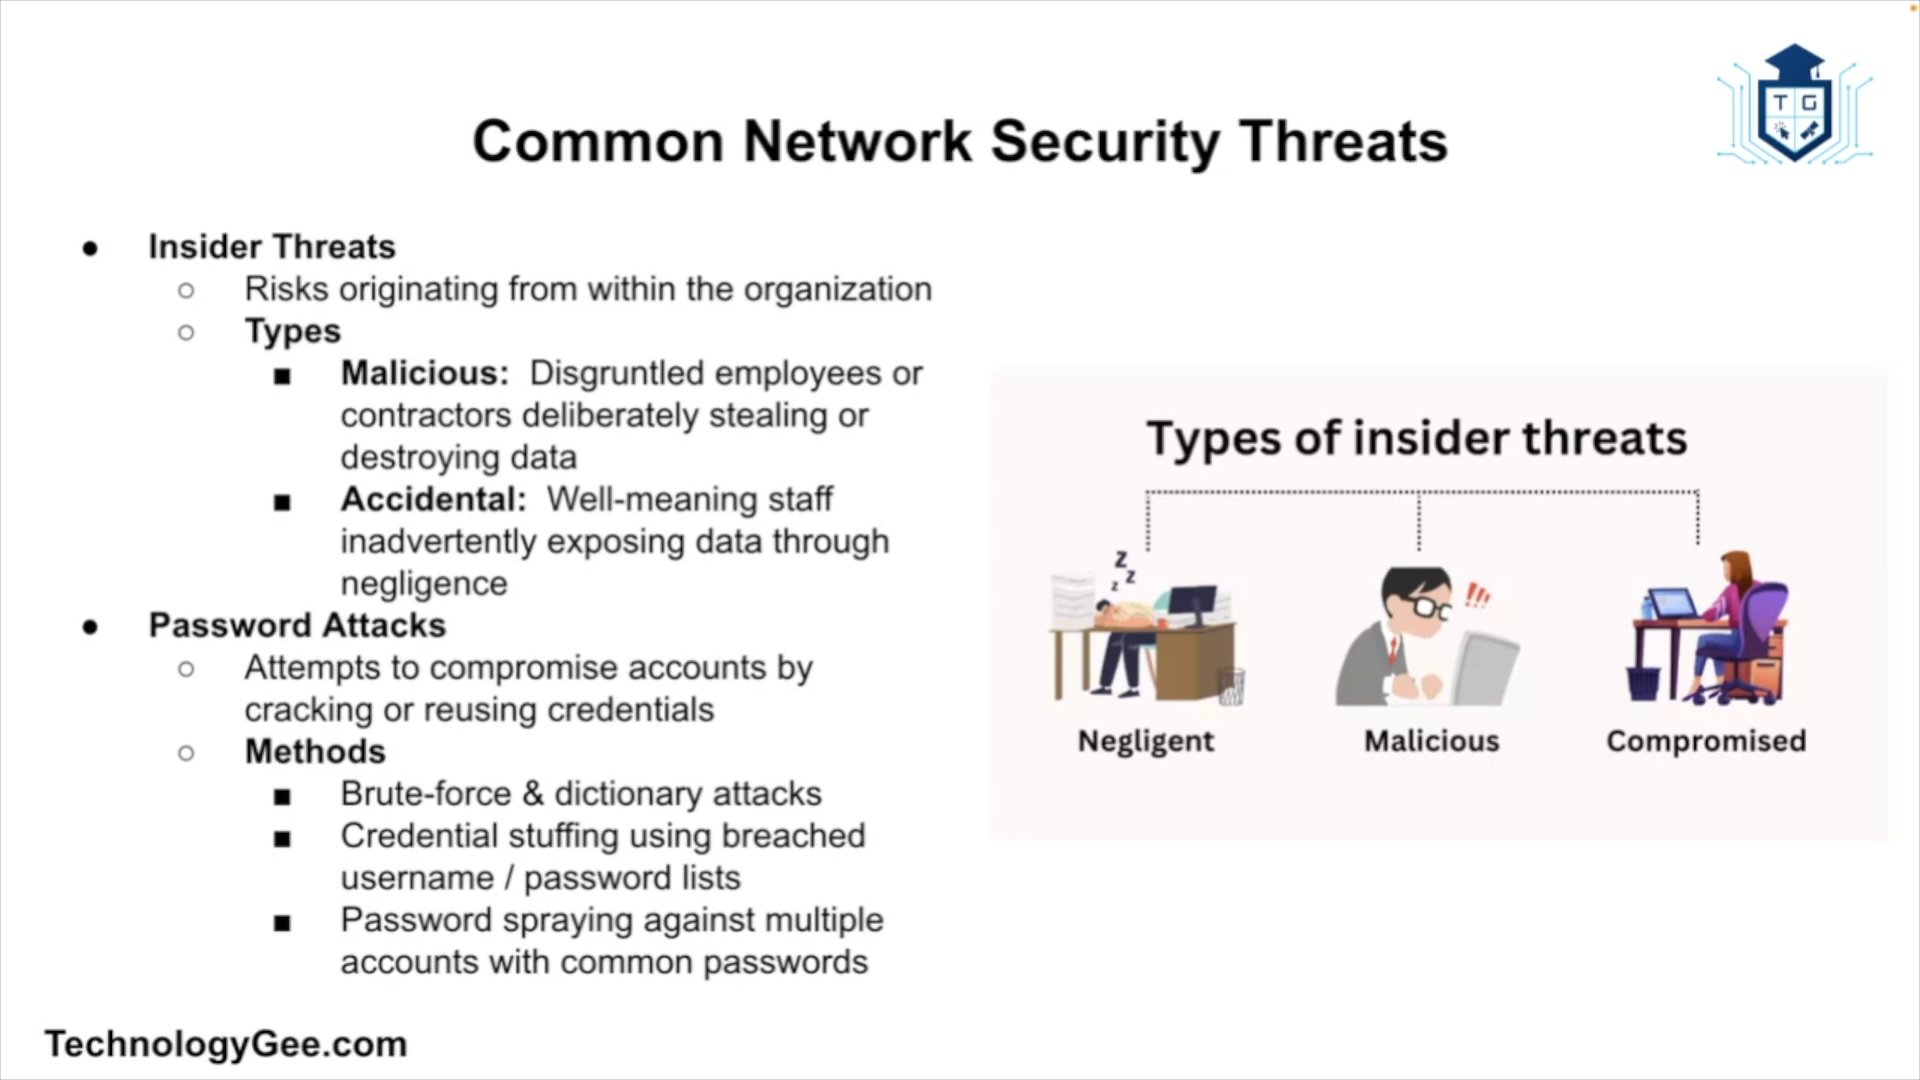 Common Network Security Threats
T G
● Insider Threats
○ Risks originating from within the organization
○ Types
■ Malicious: Disgruntled employees or
contractors deliberately stealing or
destroying data
■ Accidental: Well-meaning staff
inadvertently exposing data through
negligence
● Password Attacks
○ Attempts to compromise accounts by
cracking or reusing credentials
○ Methods
■ Brute-force & dictionary attacks
■ Credential stuffing using breached
username / password lists
■ Password spraying against multiple
accounts with common passwords
Types of insider threats
z
z
z
!!!
Negligent
Malicious
Compromised
TechnologyGee.com